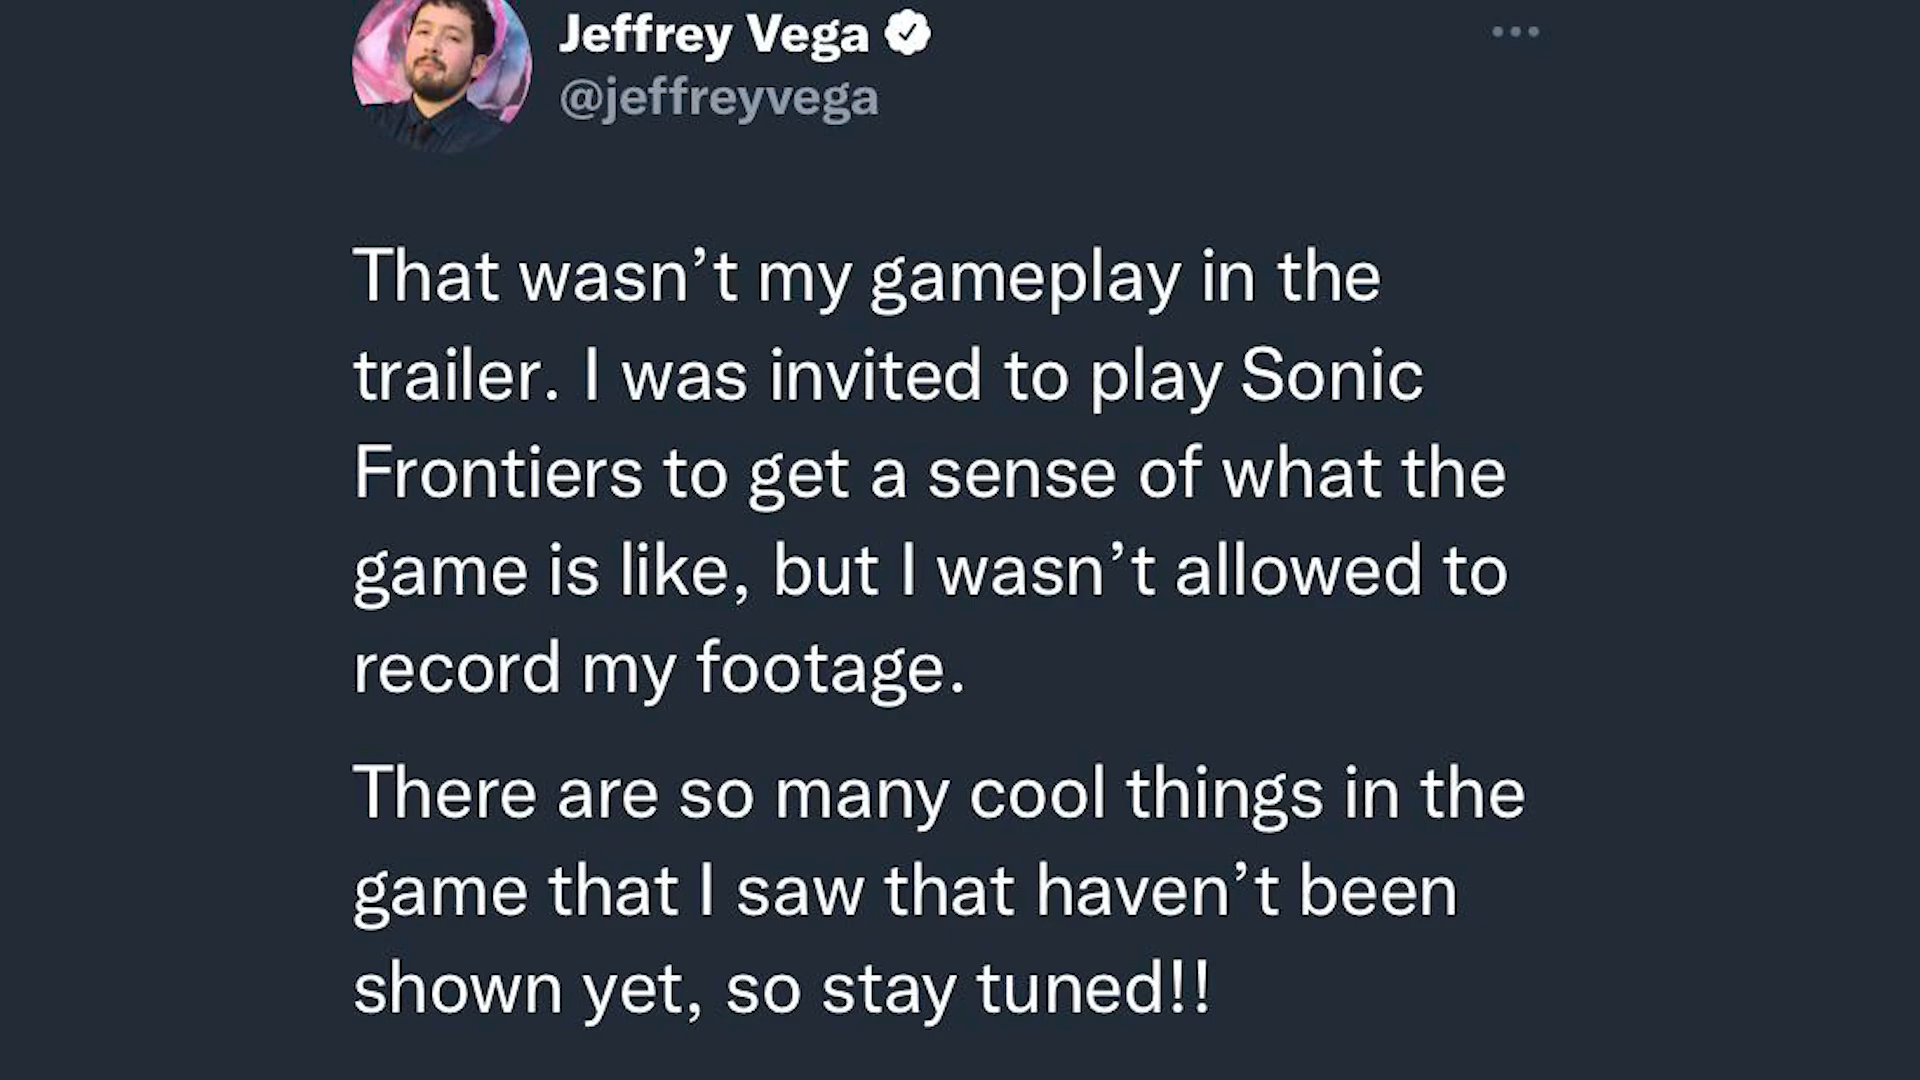 Jeffrey Vega
@jeffreyvega
That wasn’t my gameplay in the
trailer. I was invited to play Sonic
Frontiers to get a sense of what the
game is like, but I wasn’t allowed to
record my footage.
There are so many cool things in the
game that I saw that haven’t been
shown yet, so stay tuned!!